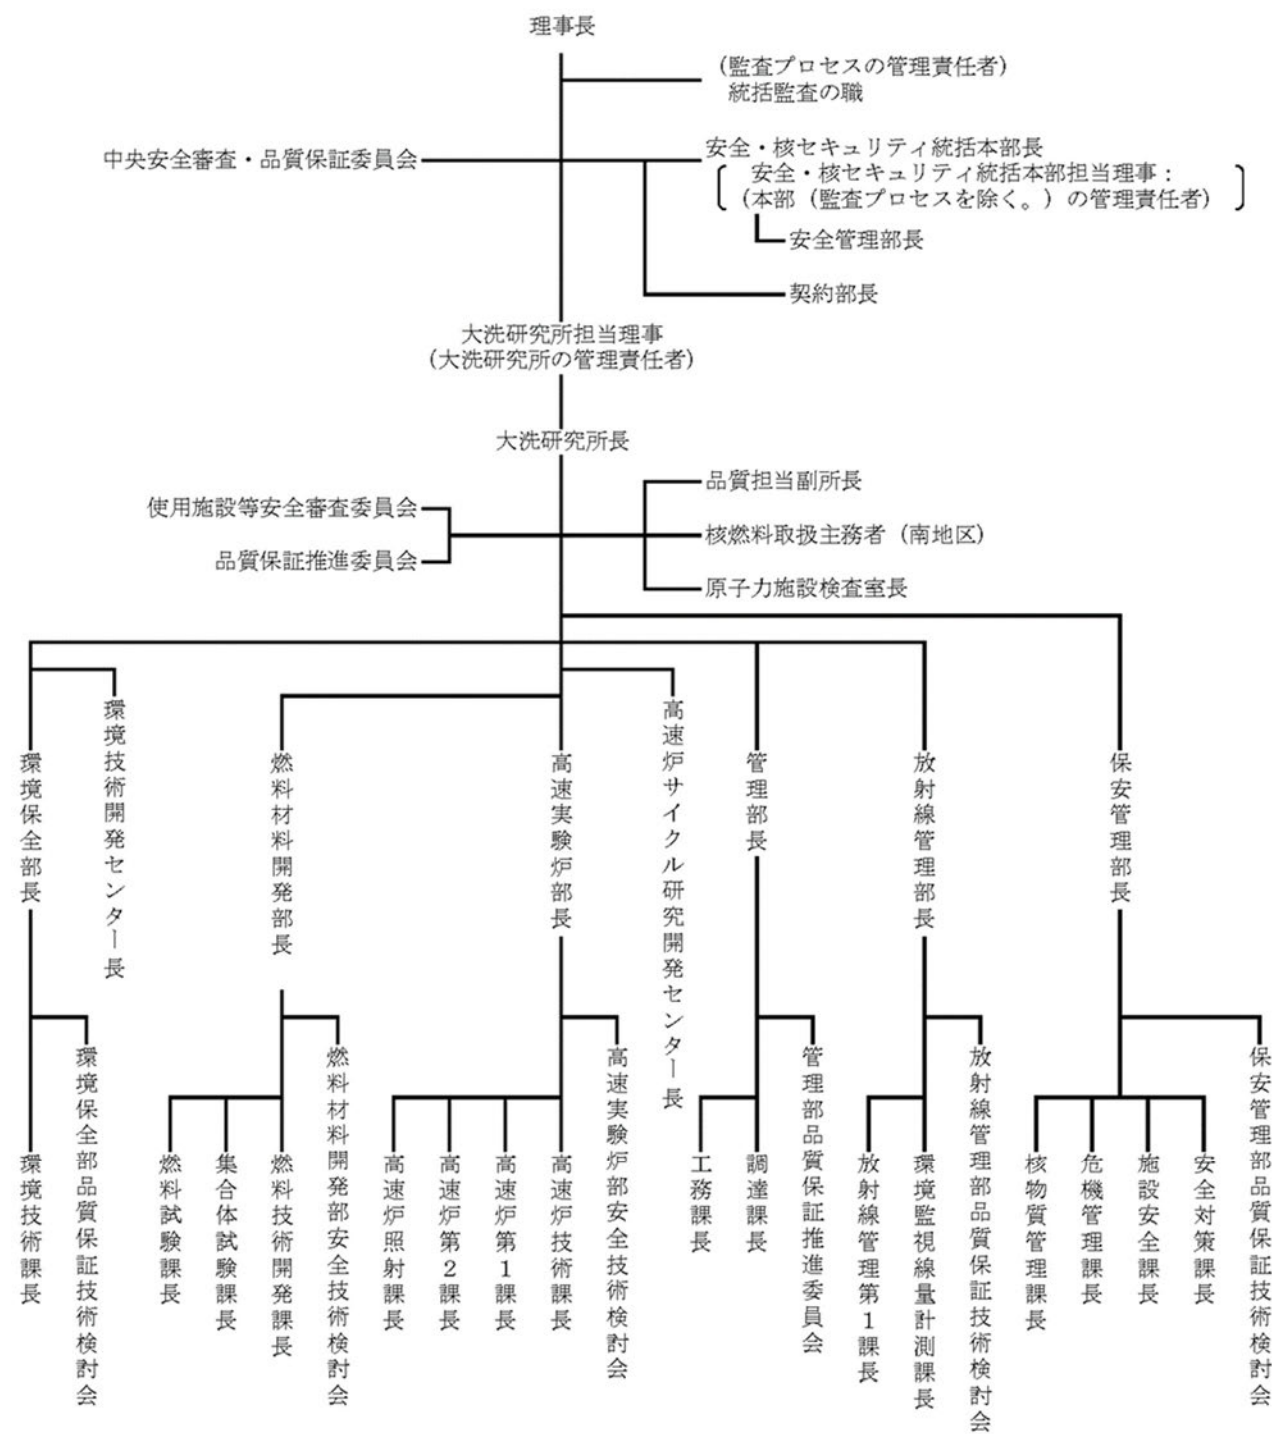 理事長
(監査プロセスの管理責任者)
統括監査の職
中央安全審査・品質保証委員会
安全・核セキュリティ統括本部長
安全・核セキュリティ統括本部担当理事：
(本部（監査プロセスを除く。）の管理責任者)
安全管理部長
契約部長
大洗研究所担当理事
(大洗研究所の管理責任者)
大洗研究所長
使用施設等安全審査委員会
品質保証推進委員会
品質担当副所長
核燃料取扱主務者（南地区）
原子力施設検査室長
環境保全部長
環境技術開発センター長
燃料材料開発部長
高速実験炉部長
高速炉サイクル研究開発センター長
管理部長
放射線管理部長
保安管理部長
環境技術課長
環境保全部品質保証技術検討会
燃料試験課長
集合体試験課長
燃料技術開発課長
燃料材料開発部安全技術検討会
高速炉照射課長
高速炉第２課長
高速炉第１課長
高速炉技術課長
高速実験炉部安全技術検討会
工務課長
調達課長
管理部品質保証推進委員会
放射線管理第１課長
環境監視線量計測課長
放射線管理部品質保証技術検討会
核物質管理課長
危機管理課長
施設安全課長
安全対策課長
保安管理部品質保証技術検討会